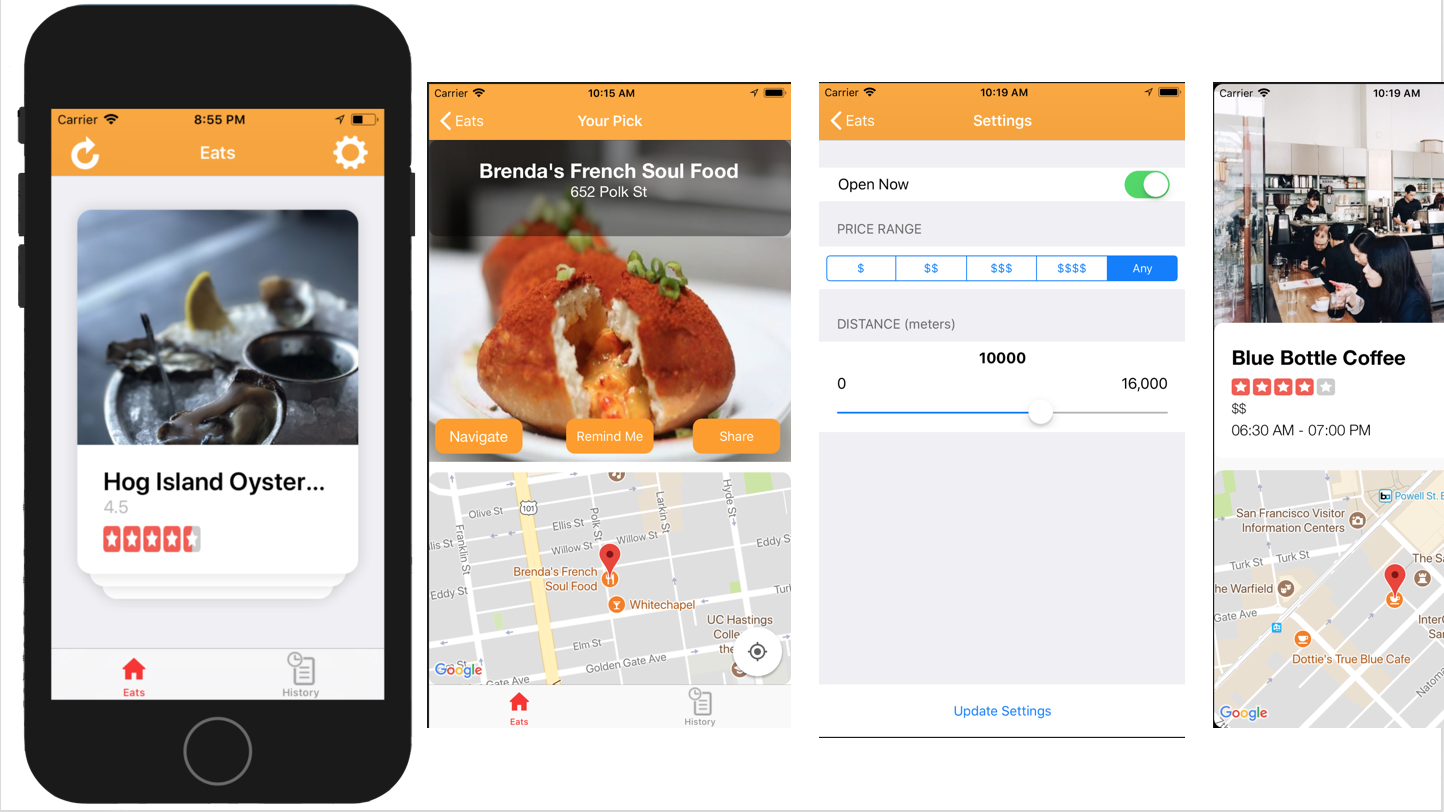 Carrier 8:55 PM
Eats
Hog Island Oyster...
4.5
Eats History
Carrier 10:15 AM
Eats Your Pick
Brenda's French Soul Food
652 Polk St
Navigate Remind Me Share
101
Olive St
Ellis St
Polk St
Larkin St
Hyde St
Franklin St
llis St
Willow St
Willow St
Eddy S
Brenda's French
Soul Food
Eddy St
Turk
Whitechapel
UC Hastings
Colle
the
Elm St
Golden Gate Ave
Gate Ave
Google
Eats History
Carrier 10:19 AM
Eats Settings
Open Now
PRICE RANGE
$ $$ $$$ $$$$ Any
DISTANCE (meters)
10000
0 16,000
Update Settings
Carrier 10:19 AM
Blue Bottle Coffee
$$
06:30 AM - 07:00 PM
ba Powell St. B
San Francisco Visitor
Information Centers
Turk St
Turk St
The Sa
he Warfield
Gate Ave
InterC
Sa
Dottie's True Blue Cafe
Natoma
Google